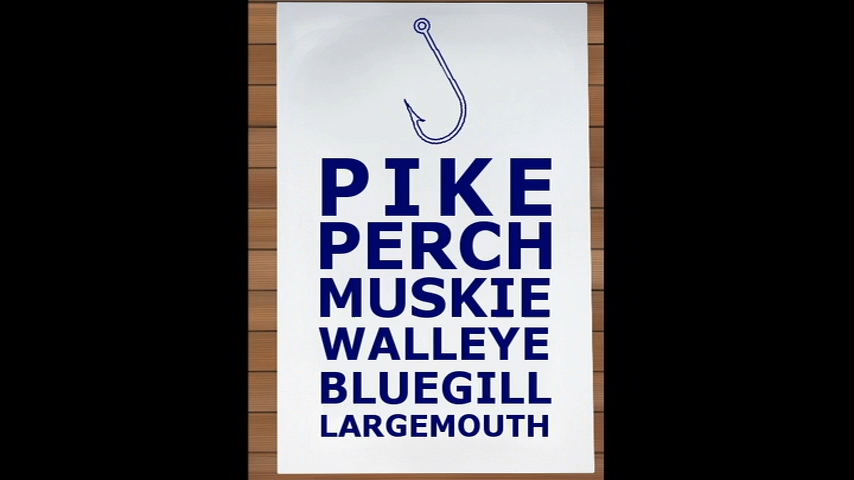 PIKE
PERCH
MUSKIE
WALLEYE
BLUEGILL
LARGEMOUTH